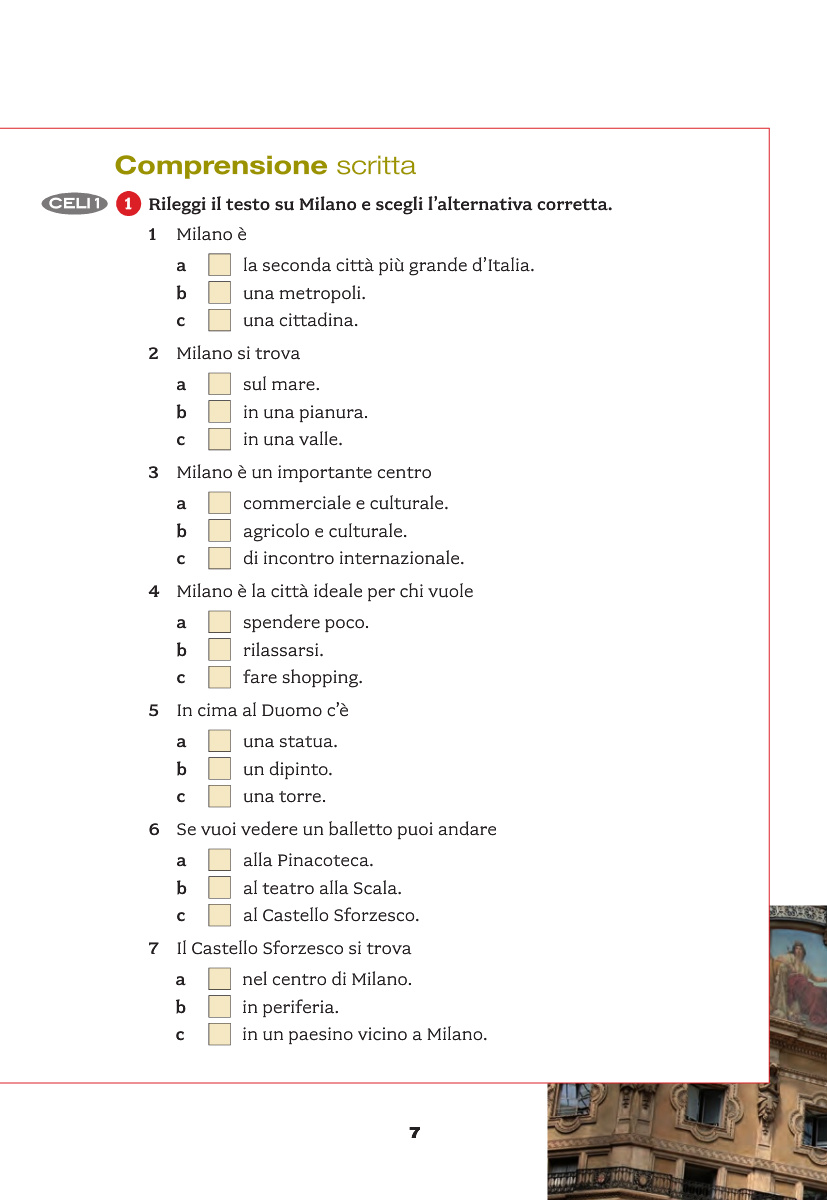 Comprensione scritta
CELI 1 1 Rileggi il testo su Milano e scegli l'alternativa corretta.
1 Milano è
a la seconda città più grande d'Italia.
b una metropoli.
c una cittadina.
2 Milano si trova
a sul mare.
b in una pianura.
c in una valle.
3 Milano è un importante centro
a commerciale e culturale.
b agricolo e culturale.
c di incontro internazionale.
4 Milano è la città ideale per chi vuole
a spendere poco.
b rilassarsi.
c fare shopping.
5 In cima al Duomo c'è
a una statua.
b un dipinto.
c una torre.
6 Se vuoi vedere un balletto puoi andare
a alla Pinacoteca.
b al teatro alla Scala.
c al Castello Sforzesco.
7 Il Castello Sforzesco si trova
a nel centro di Milano.
b in periferia.
c in un paesino vicino a Milano.
7